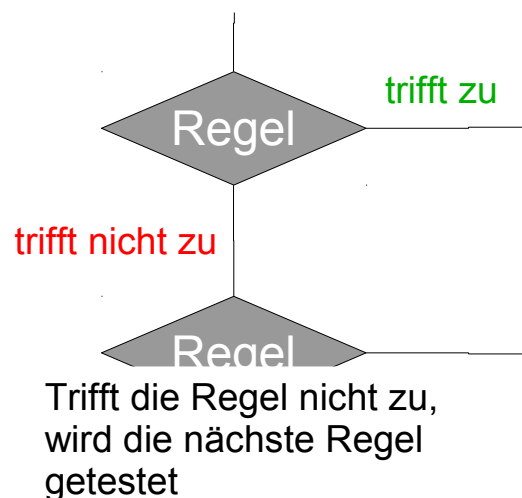 trifft zu
Regel
trifft nicht zu
Regel
Trifft die Regel nicht zu,
wird die nächste Regel
getestet